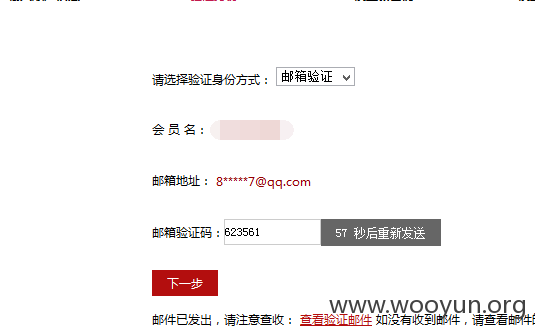 请选择验证身份方式： 邮箱验证
会 员 名：
邮箱地址： 8*****7@qq.com
邮箱验证码： 623561 57 秒后重新发送
下一步
www.wooyun.org
邮件已发出，请注意查收： 查看验证邮件 如没有收到邮件，请查看邮件的